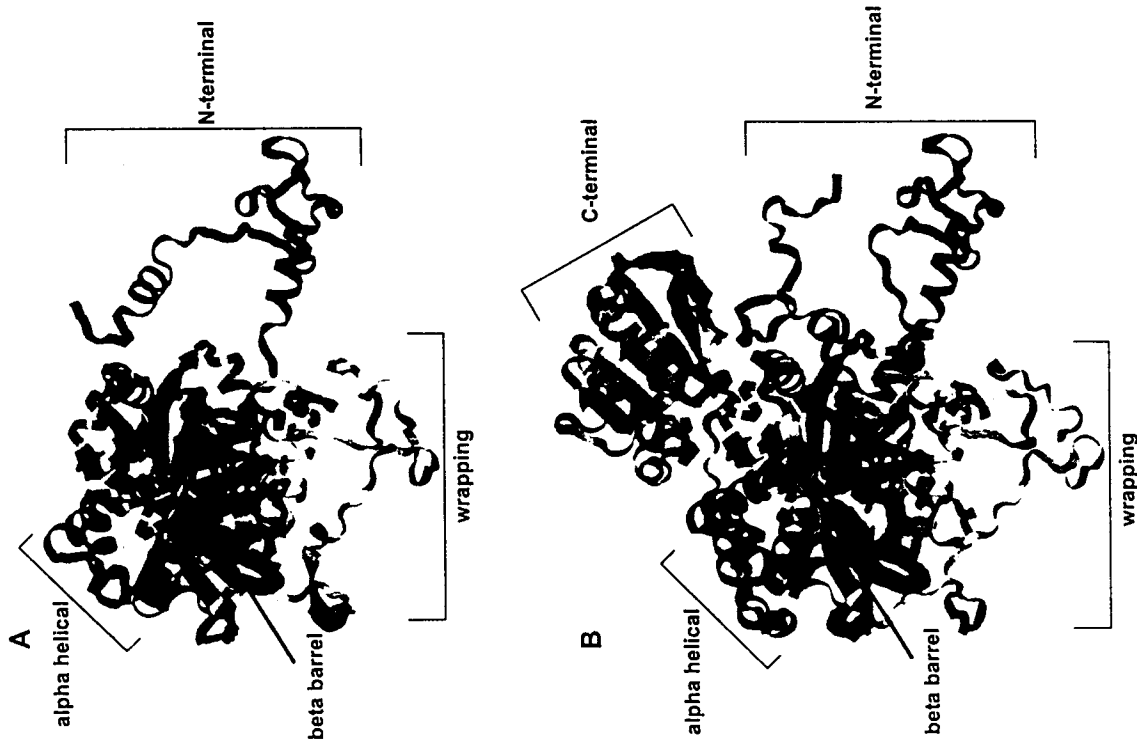 A
alpha helical
beta barrel
wrapping
N-terminal
B
alpha helical
beta barrel
wrapping
C-terminal
N-terminal